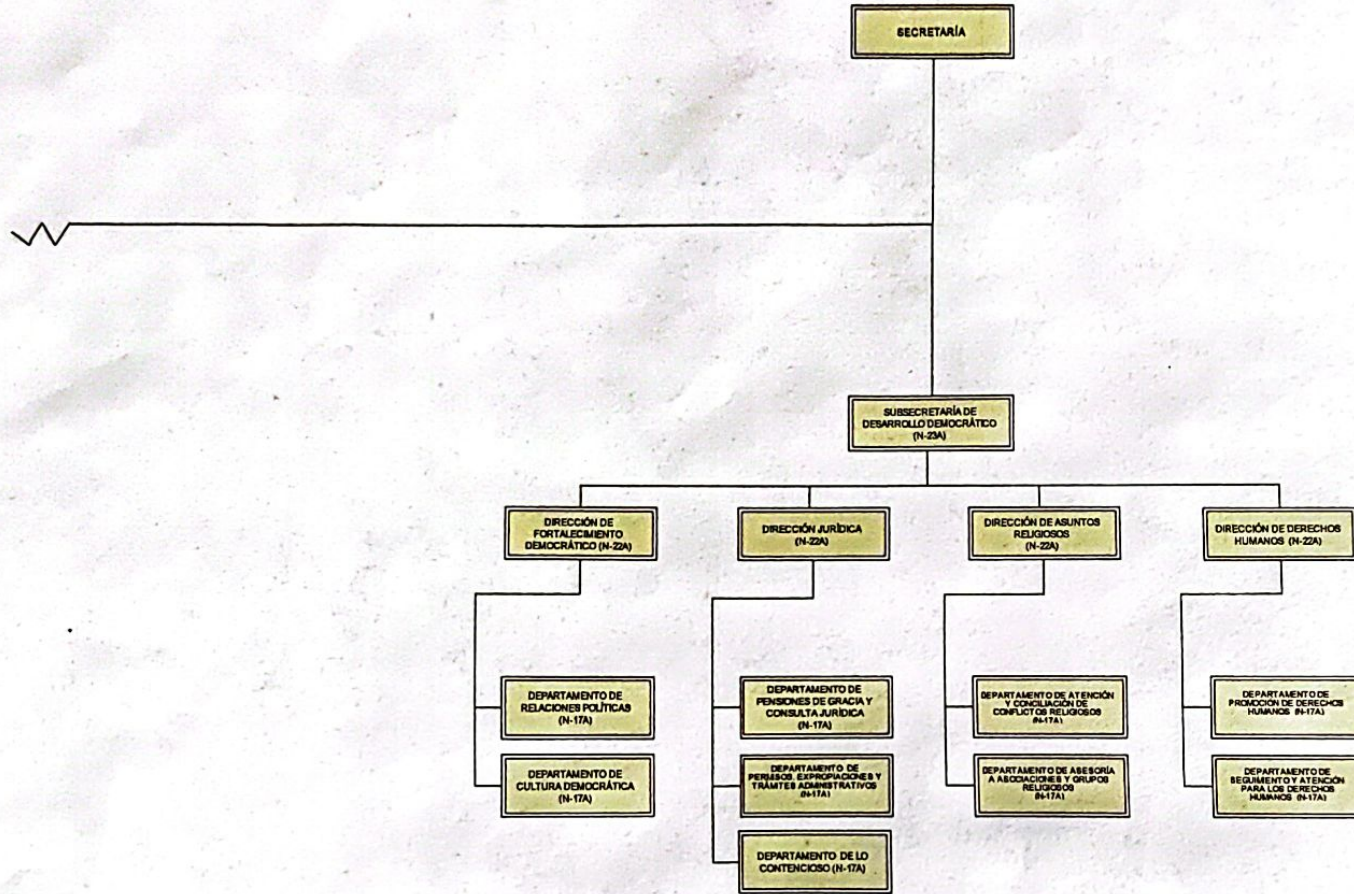 SECRETARÍA
SUBSECRETARÍA DE
DESARROLLO DEMOCRÁTICO
(N-23A)
DIRECCIÓN DE
FORTALECIMIENTO
DEMOCRÁTICO (N-22A)
DIRECCIÓN JURÍDICA
(N-22A)
DIRECCIÓN DE ASUNTOS
RELIGIOSOS
(N-22A)
DIRECCIÓN DE DERECHOS
HUMANOS (N-22A)
DEPARTAMENTO DE
RELACIONES POLÍTICAS
(N-17A)
DEPARTAMENTO DE
PENSIONES DE GRACIA Y
CONSULTA JURÍDICA
(N-17A)
DEPARTAMENTO DE ATENCIÓN
Y CONCILIACIÓN DE
CONFLICTOS RELIGIOSOS
(N-17A)
DEPARTAMENTO DE
PROMOCIÓN DE DERECHOS
HUMANOS (N-17A)
DEPARTAMENTO DE
CULTURA DEMOCRÁTICA
(N-17A)
DEPARTAMENTO DE
PERMISOS, EXPROPIACIONES Y
TRÁMITES ADMINISTRATIVOS
(N-17A)
DEPARTAMENTO DE ASESORÍA
A ASOCIACIONES Y GRUPOS
RELIGIOSOS
(N-17A)
DEPARTAMENTO DE
SEGUIMIENTO Y ATENCIÓN
PARA LOS DERECHOS
HUMANOS (N-17A)
DEPARTAMENTO DE LO
CONTENCIOSO (N-17A)